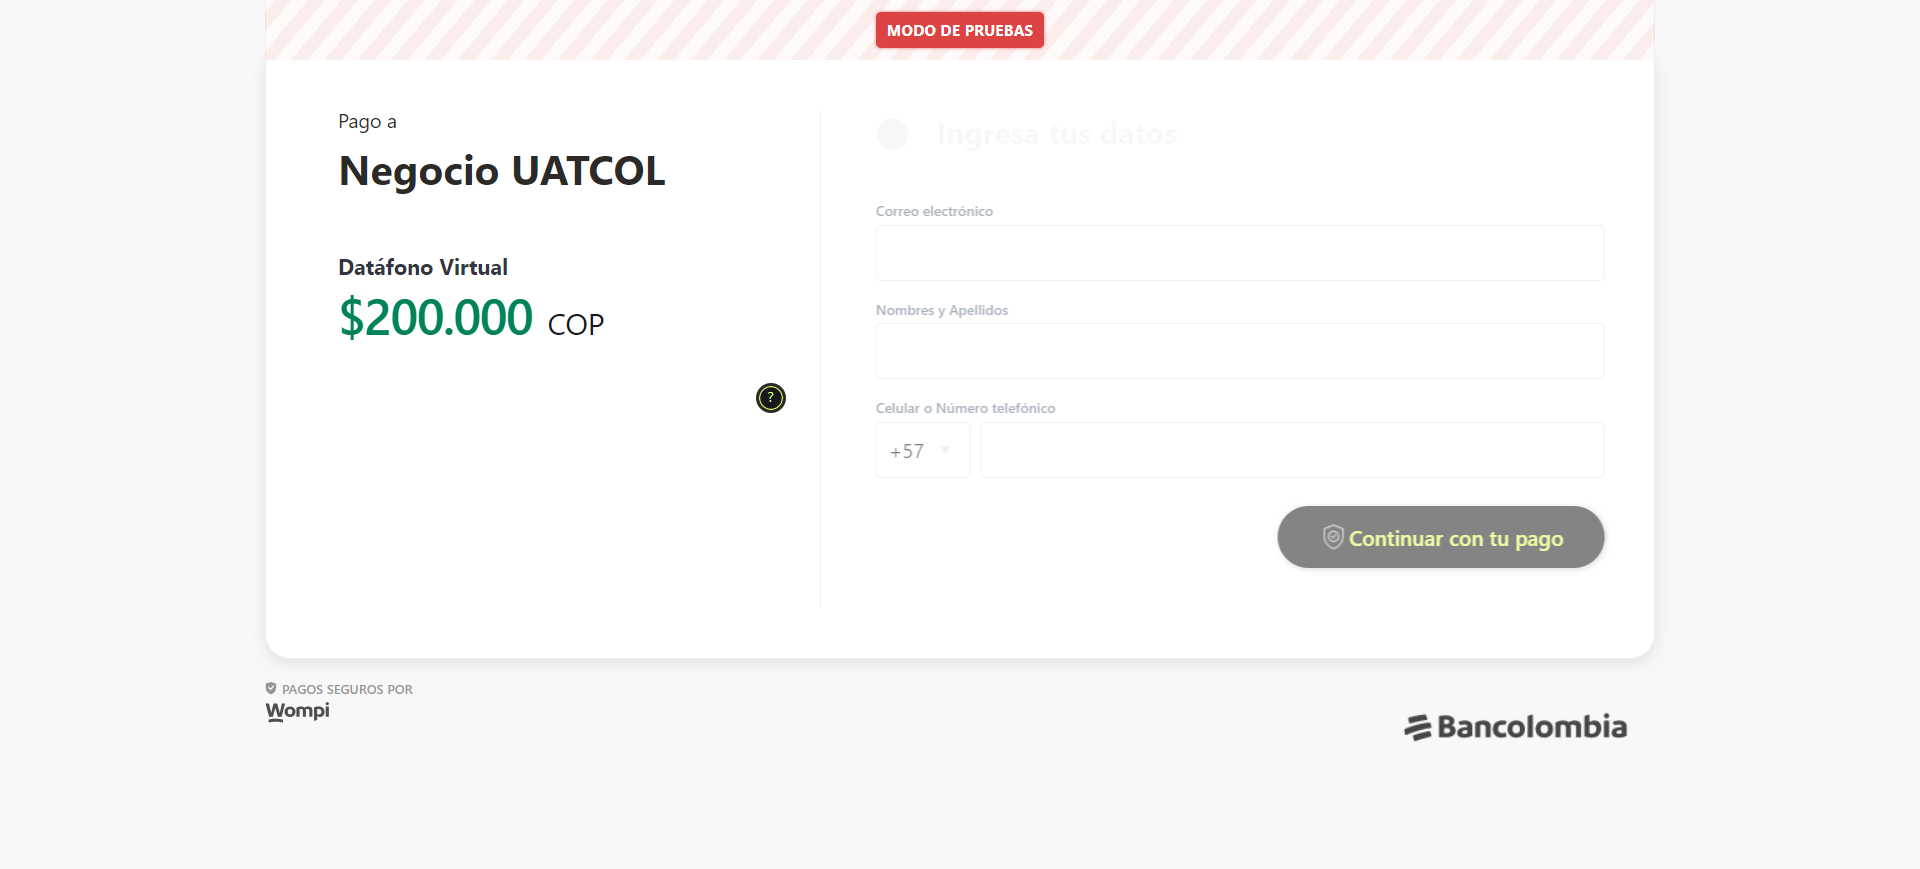 MODO DE PRUEBAS
Pago a
Negocio UATCOL
Datáfono Virtual
$200.000 COP
?
Ingresa tus datos
Correo electrónico
Nombres y Apellidos
Celular o Número telefónico
+57
Continuar con tu pago
PAGOS SEGUROS POR
Wompi
Bancolombia